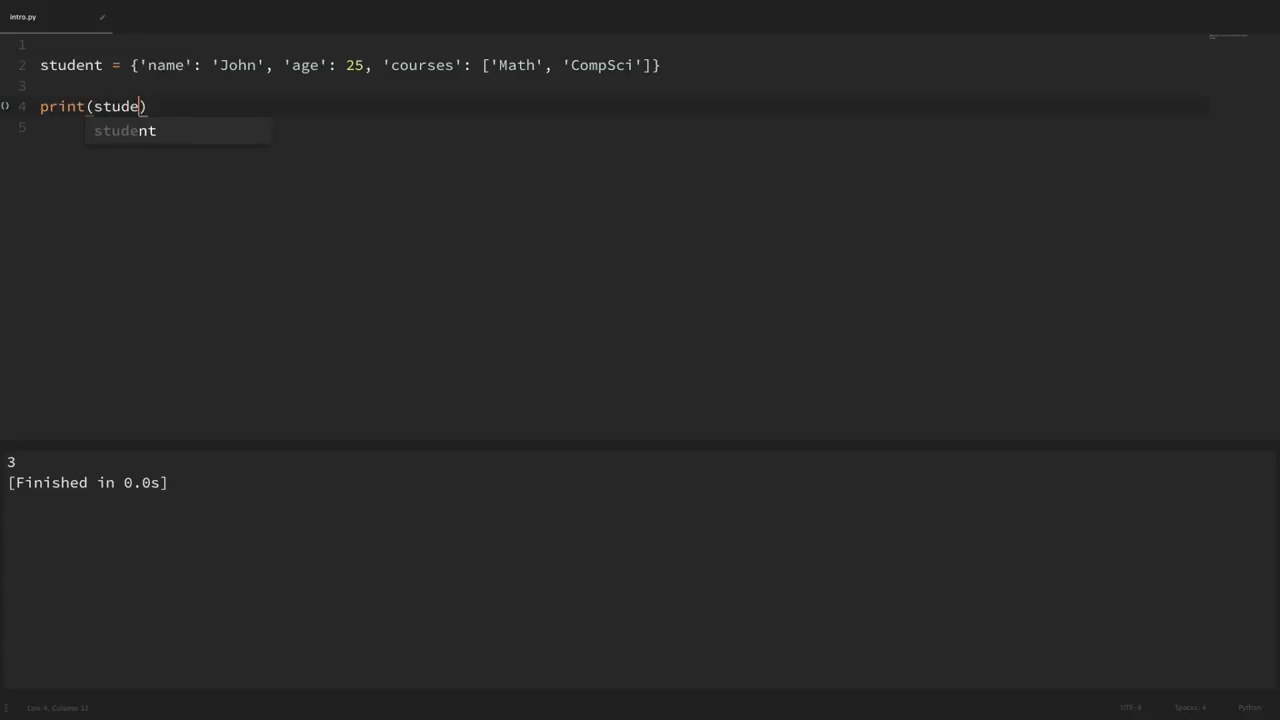 intro.py
1
2 student = {'name': 'John', 'age': 25, 'courses': ['Math', 'CompSci']}
3
() 4 print(stude)
student
5
3
[Finished in 0.0s]
Line 4, Column 12
UTF-8 Spaces: 4 Python